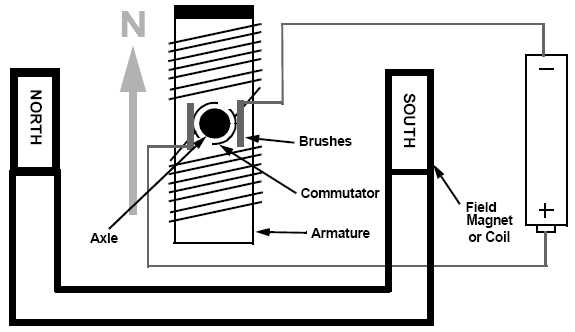 N
NORTH
SOUTH
−
+
Brushes
Commutator
Axle
Armature
Field
Magnet
or Coil